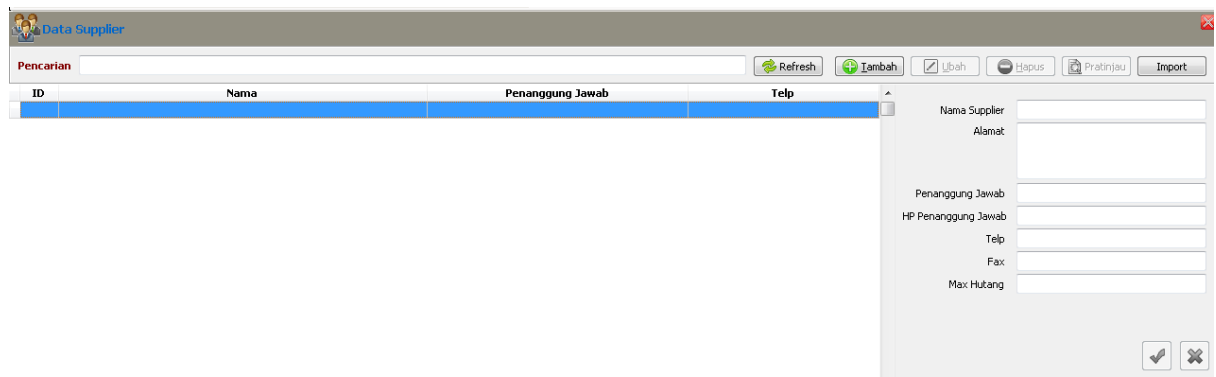 Data Supplier
Pencarian Refresh Tambah Ubah Hapus Pratinjau Import
ID Nama Penanggung Jawab Telp
Nama Supplier
Alamat
Penanggung Jawab
HP Penanggung Jawab
Telp
Fax
Max Hutang